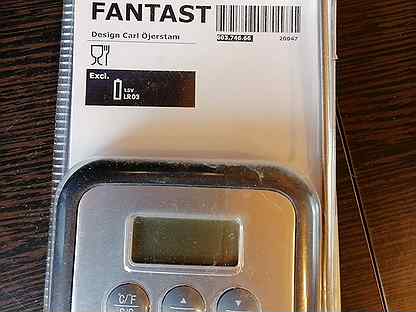 FANTAST
Design Carl Öjerstam
603.746.66
20047
Excl.
1.5V
LR03
°C/°F